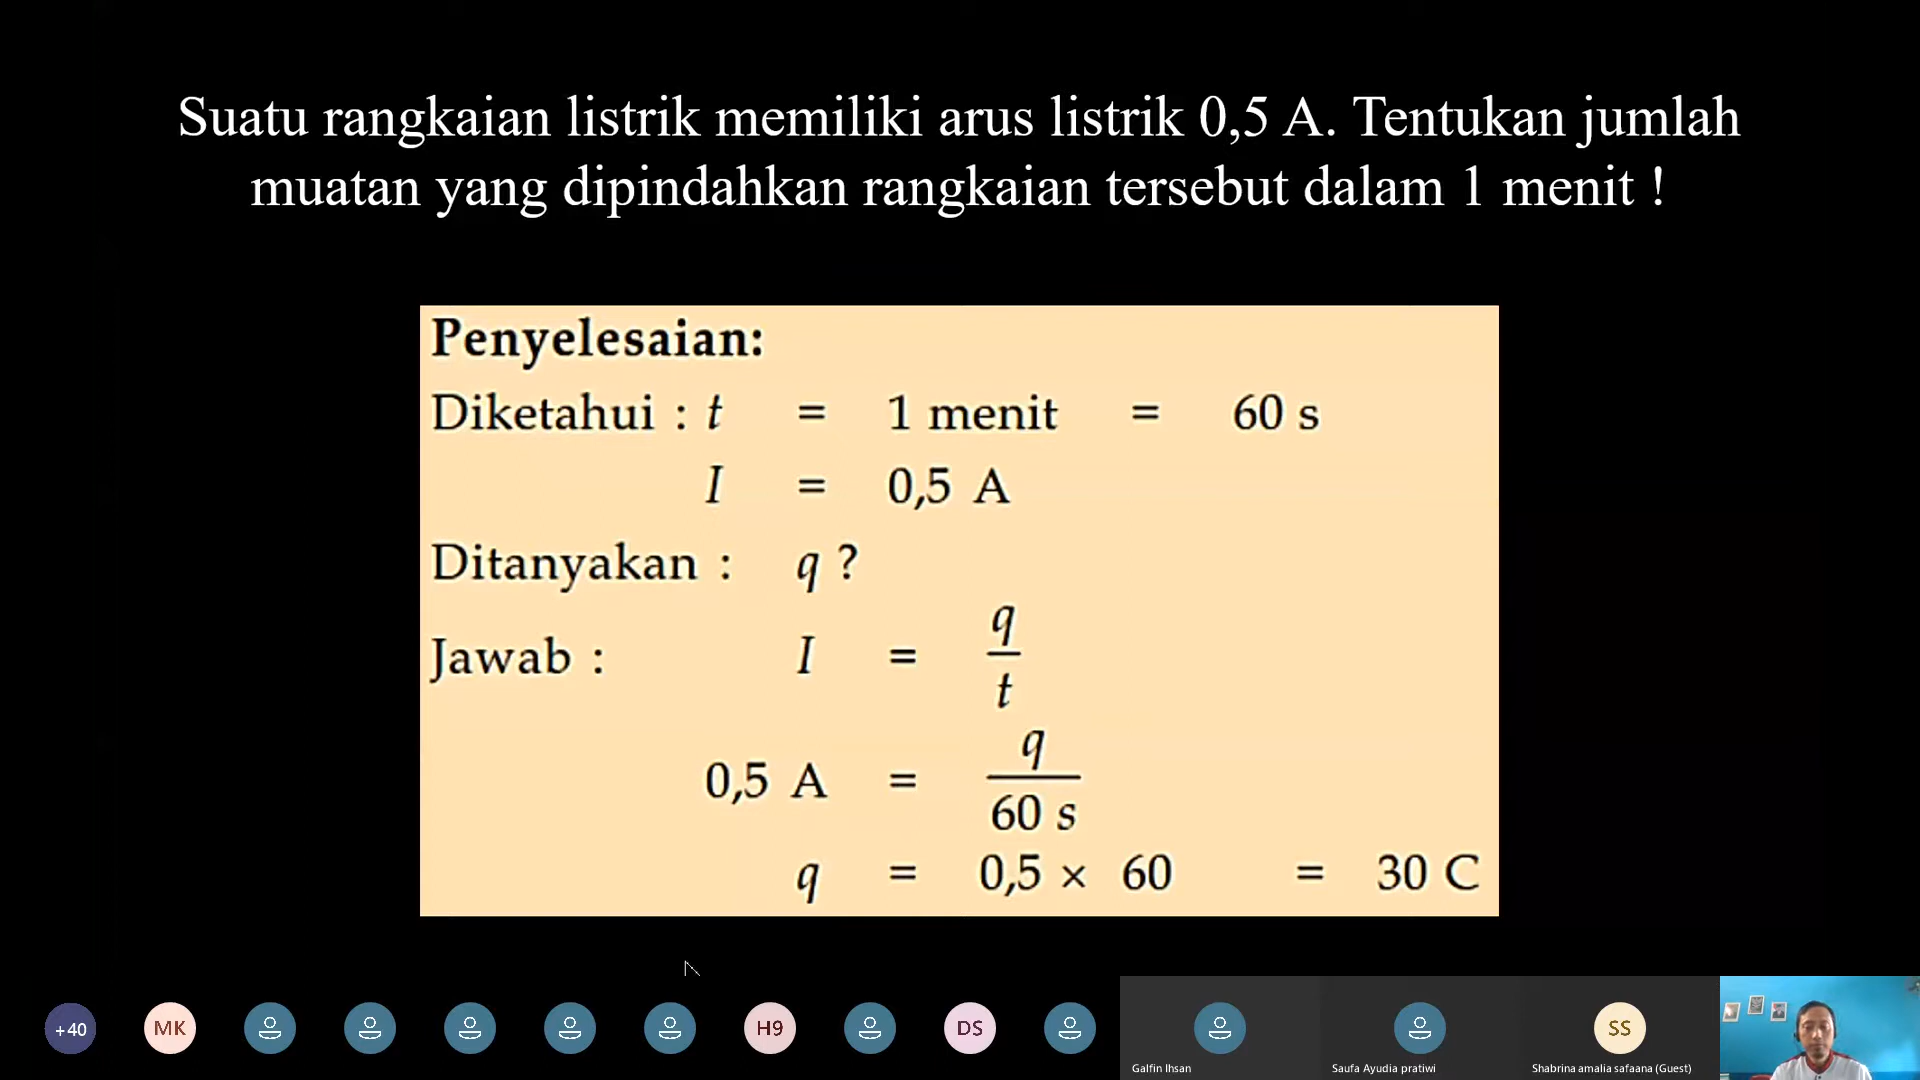 Suatu rangkaian listrik memiliki arus listrik 0,5 A. Tentukan jumlah
muatan yang dipindahkan rangkaian tersebut dalam 1 menit !
Penyelesaian:
Diketahui : t = 1 menit = 60 s
I = 0,5 A
Ditanyakan : q ?
Jawab : I = q/t
0,5 A = q/60 s
q = 0,5 × 60 = 30 C
+40 MK H9 DS SS
Galfin Ihsan Saufa Ayudia pratiwi Shabrina amalia safaana (Guest)